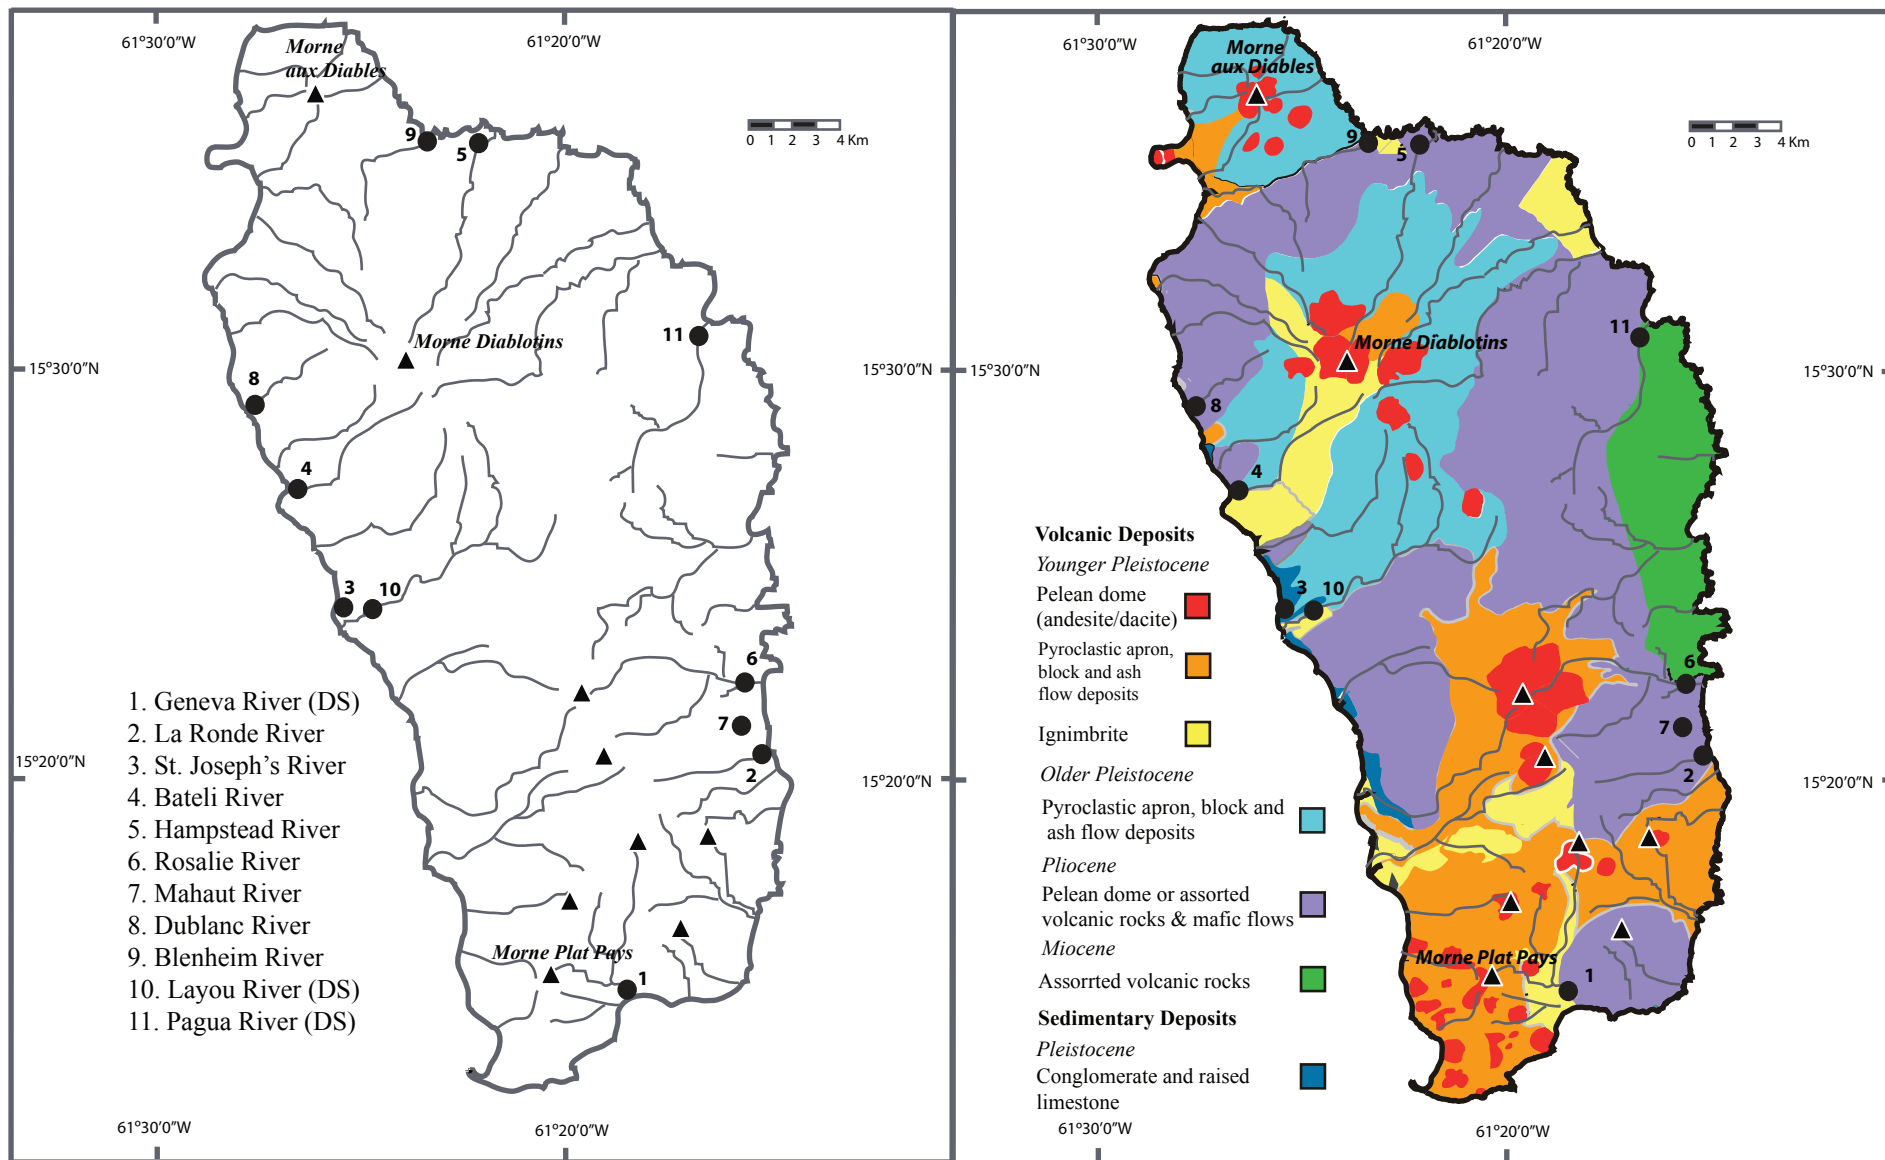 61°30'0"W
61°20'0"W
Morne
aux Diables
9
5
0 1 2 3 4 Km
11
Morne Diablotins
15°30'0"N
15°30'0"N
8
4
3
10
6
7
2
1. Geneva River (DS)
2. La Ronde River
3. St. Joseph's River
4. Bateli River
5. Hampstead River
6. Rosalie River
7. Mahaut River
8. Dublanc River
9. Blenheim River
10. Layou River (DS)
11. Pagua River (DS)
15°20'0"N
15°20'0"N
Morne Plat Pays
1
61°30'0"W
61°20'0"W
61°30'0"W
61°20'0"W
Morne
aux Diables
9
5
0 1 2 3 4 Km
11
Morne Diablotins
15°30'0"N
15°30'0"N
8
4
3
10
6
7
2
15°20'0"N
Morne Plat Pays
1
Volcanic Deposits
Younger Pleistocene
Pelean dome
(andesite/dacite)
Pyroclastic apron,
block and ash
flow deposits
Ignimbrite
Older Pleistocene
Pyroclastic apron, block and
ash flow deposits
Pliocene
Pelean dome or assorted
volcanic rocks & mafic flows
Miocene
Assorrted volcanic rocks
Sedimentary Deposits
Pleistocene
Conglomerate and raised
limestone
61°30'0"W
61°20'0"W